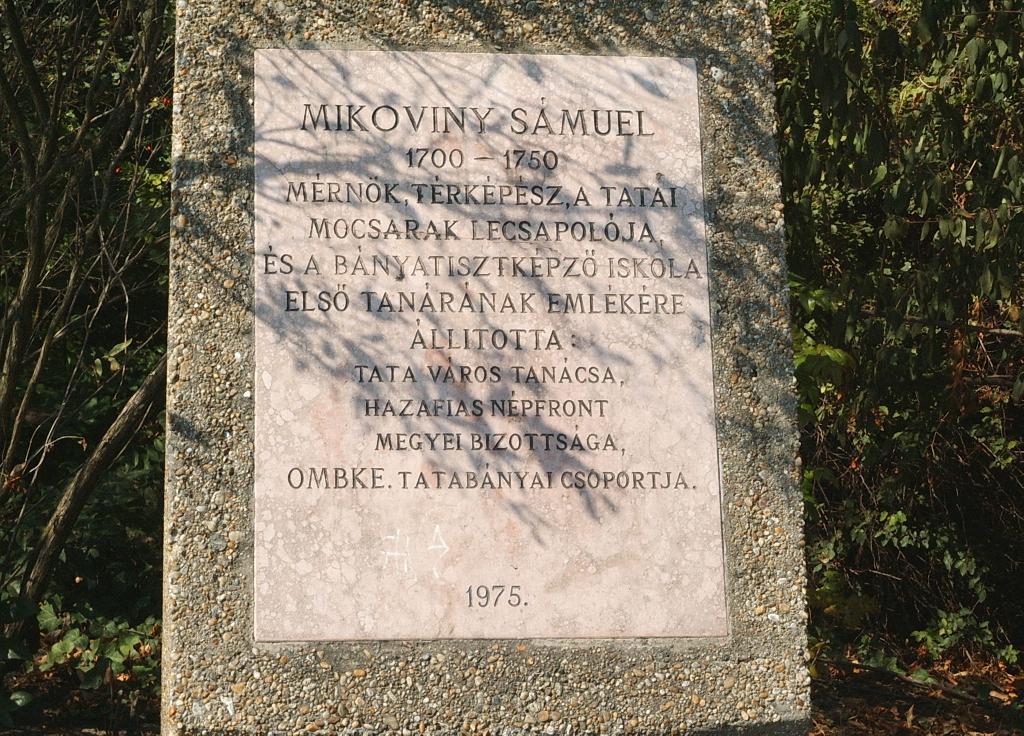 MIKOVINY SÁMUEL
1700 – 1750
MÉRNÖK, TÉRKÉPÉSZ, A TATAI
MOCSARAK LECSAPOLÓJA,
ÉS A BÁNYATISZTKÉPZŐ ISKOLA
ELSŐ TANÁRÁNAK EMLÉKÉRE
ÁLLITOTTA:
TATA VÁROS TANÁCSA,
HAZAFIAS NÉPFRONT
MEGYEI BIZOTTSÁGA,
OMBKE. TATABÁNYAI CSOPORTJA.
1975.